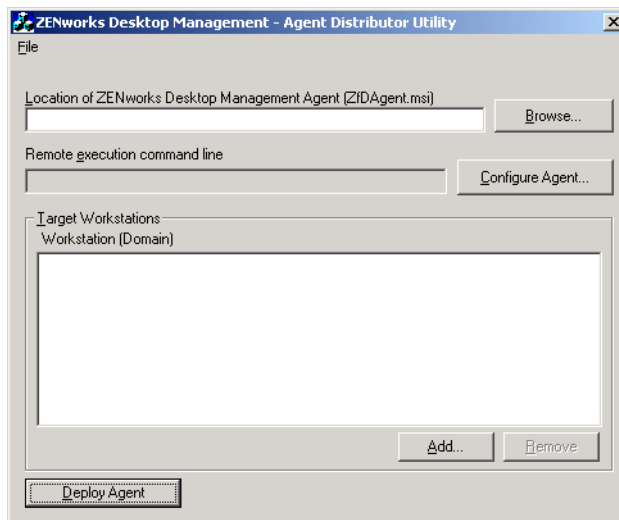 ZENworks Desktop Management - Agent Distributor Utility
File
Location of ZENworks Desktop Management Agent (ZfDAgent.msi)
Browse...
Remote execution command line
Configure Agent...
Target Workstations
Workstation (Domain)
Add...
Remove
Deploy Agent